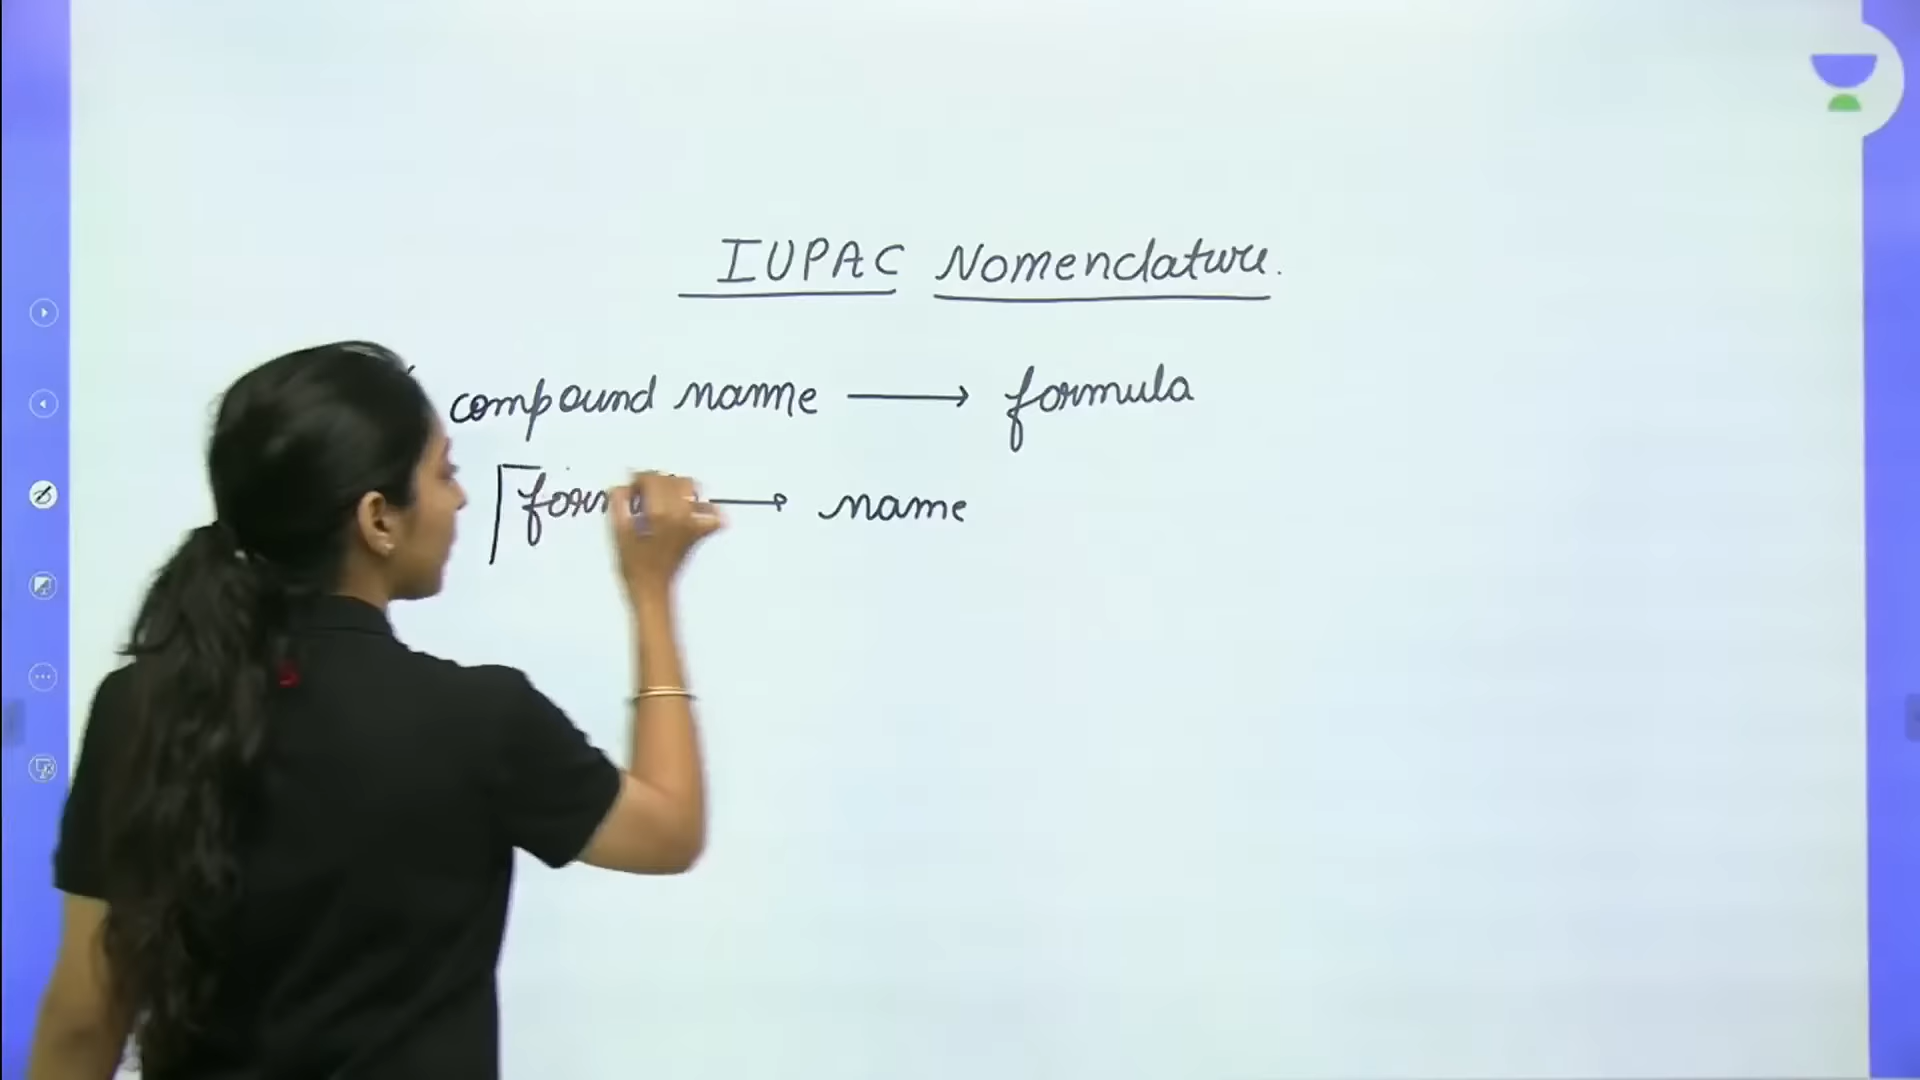 IUPAC Nomenclature.
compound name → formula
→ name